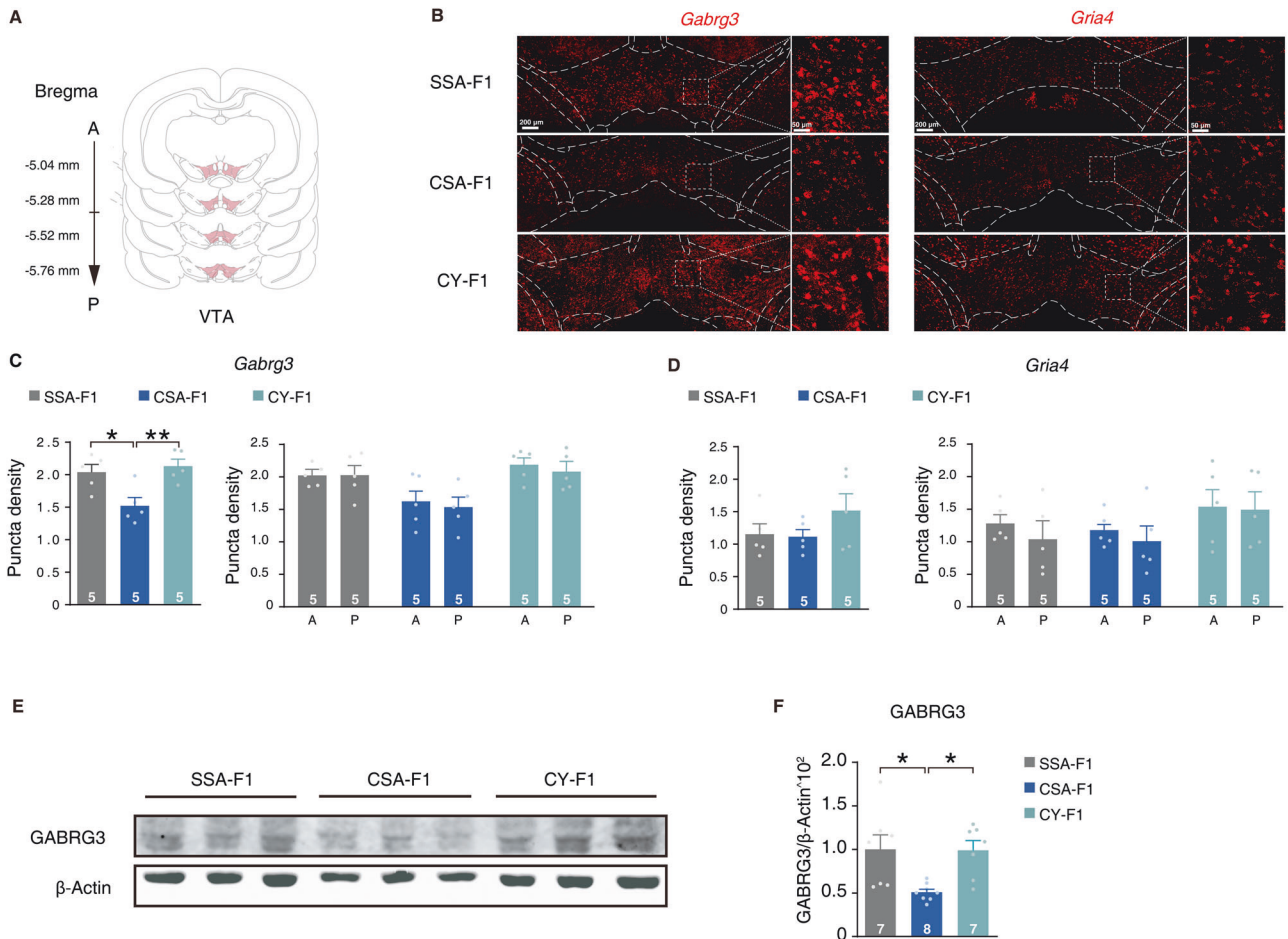 A
Bregma
A
-5.04 mm
-5.28 mm
-5.52 mm
-5.76 mm
P
VTA
B
Gabrg3
Gria4
SSA-F1
200 µm
50 µm
200 µm
50 µm
CSA-F1
CY-F1
C
Gabrg3
SSA-F1 CSA-F1 CY-F1
* **
Puncta density
2.5
2.0
1.5
1.0
0.5
0
5 5 5
Puncta density
2.5
2.0
1.5
1.0
0.5
0
5 5 5 5 5 5
A P A P A P
D
Gria4
SSA-F1 CSA-F1 CY-F1
Puncta density
2.5
2.0
1.5
1.0
0.5
0
5 5 5
Puncta density
2.5
2.0
1.5
1.0
0.5
0
5 5 5 5 5 5
A P A P A P
E
SSA-F1 CSA-F1 CY-F1
GABRG3
β-Actin
F
GABRG3
GABRG3/β-Actin^10²
2.0
1.5
1.0
0.5
0
* *
7 8 7
SSA-F1
CSA-F1
CY-F1